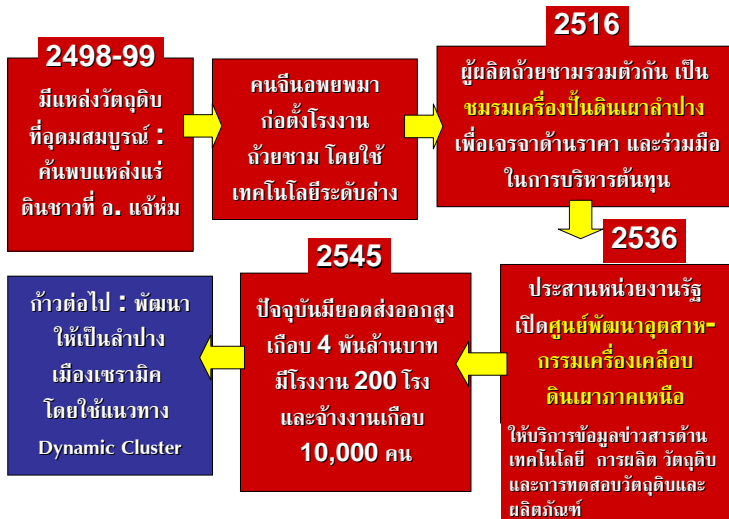 2498-99
มีแหล่งวัตถุดิบ
ที่อุดมสมบูรณ์ :
ค้นพบแหล่งแร่
ดินขาวที่ อ. แจ้ห่ม
คนจีนอพยพมา
ก่อตั้งโรงงาน
ถ้วยชาม โดยใช้
เทคโนโลยีระดับล่าง
2516
ผู้ผลิตถ้วยชามรวมตัวกัน เป็น
ชมรมเครื่องปั้นดินเผาลำปาง
เพื่อเจรจาด้านราคา และร่วมมือ
ในการบริหารต้นทุน
2536
ประสานหน่วยงานรัฐ
เปิดศูนย์พัฒนาอุตสาห-
กรรมเครื่องเคลือบ
ดินเผาภาคเหนือ
ให้บริการข้อมูลข่าวสารด้าน
เทคโนโลยี การผลิต วัตถุดิบ
และการทดสอบวัตถุดิบและ
ผลิตภัณฑ์
2545
ปัจจุบันมียอดส่งออกสูง
เกือบ 4 พันล้านบาท
มีโรงงาน 200 โรง
และจ้างงานเกือบ
10,000 คน
ก้าวต่อไป : พัฒนา
ให้เป็นลำปาง
เมืองเซรามิค
โดยใช้แนวทาง
Dynamic Cluster